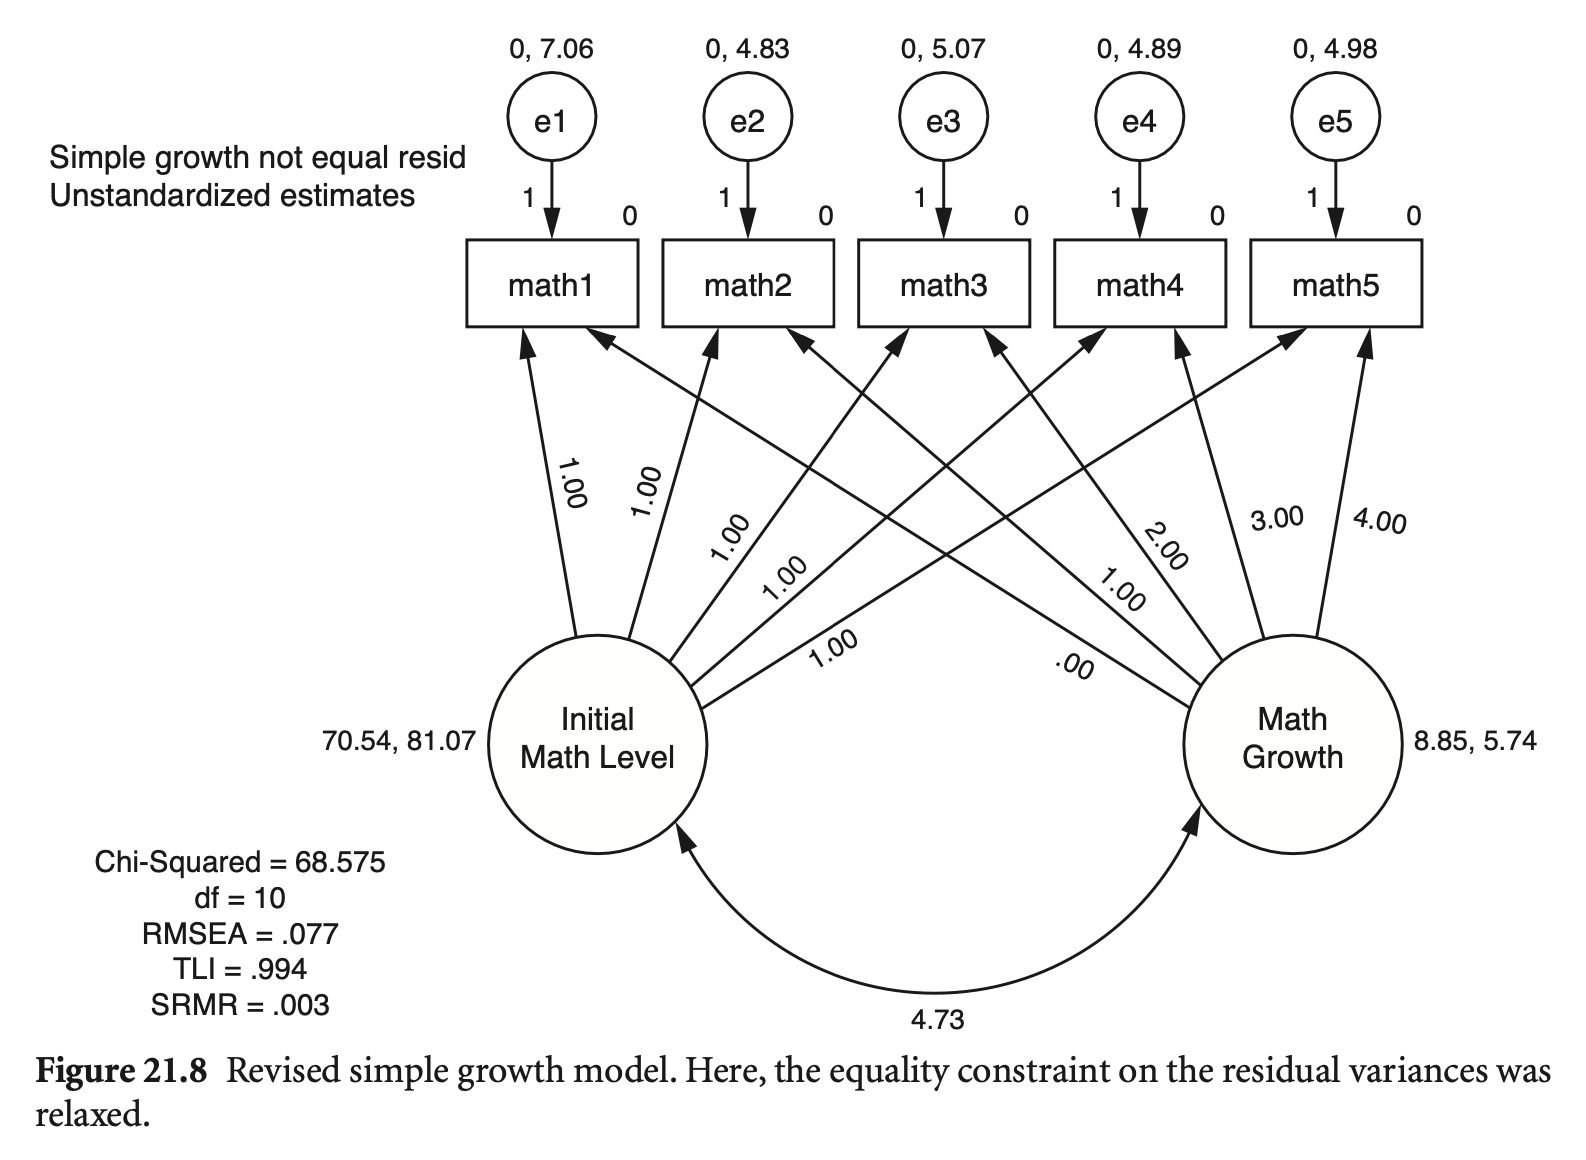 0, 7.06 0, 4.83 0, 5.07 0, 4.89 0, 4.98
e1 e2 e3 e4 e5
Simple growth not equal resid
Unstandardized estimates
1 1 1 1 1
0 0 0 0 0
math1 math2 math3 math4 math5
1.00
1.00
1.00
1.00
1.00
.00
1.00
2.00
3.00
4.00
70.54, 81.07
Initial
Math Level
Math
Growth
8.85, 5.74
4.73
Chi-Squared = 68.575
df = 10
RMSEA = .077
TLI = .994
SRMR = .003
Figure 21.8 Revised simple growth model. Here, the equality constraint on the residual variances was
relaxed.